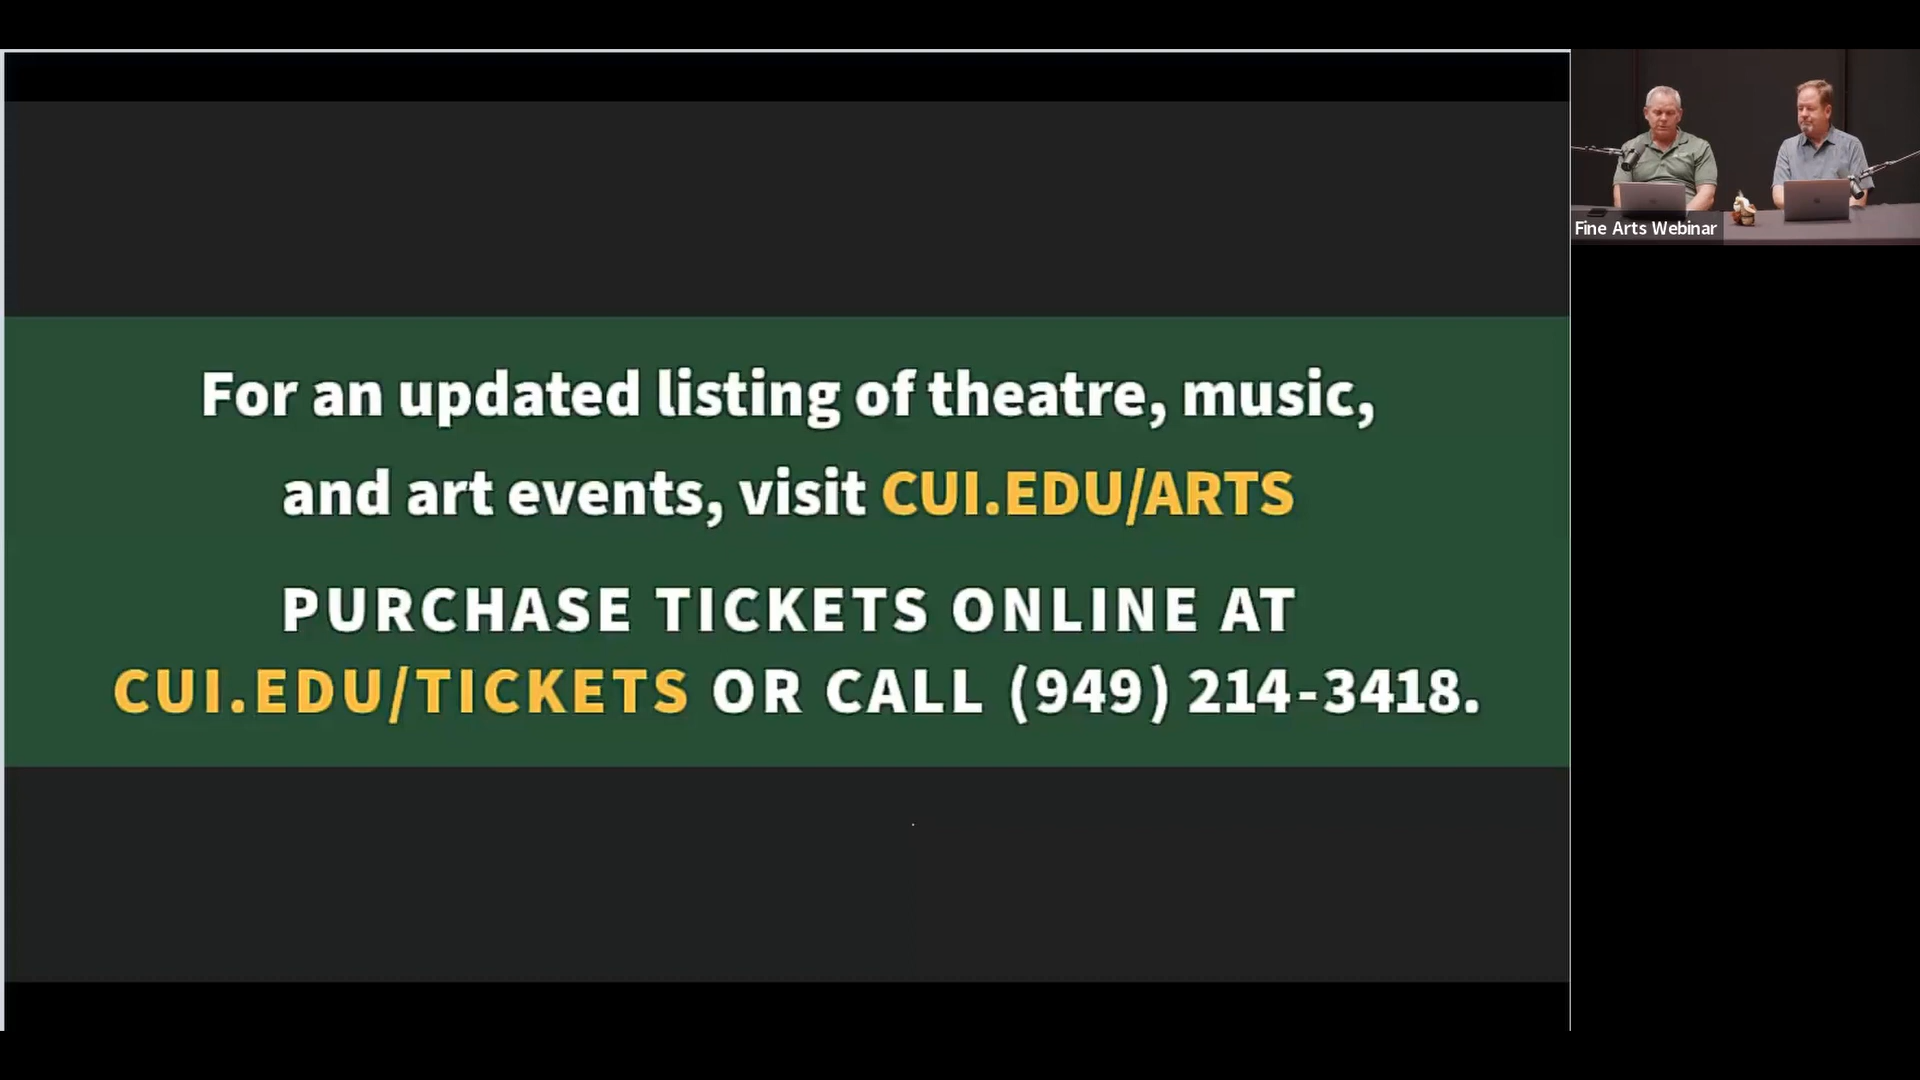 For an updated listing of theatre, music,
and art events, visit CUI.EDU/ARTS
PURCHASE TICKETS ONLINE AT
CUI.EDU/TICKETS OR CALL (949) 214-3418.
Fine Arts Webinar